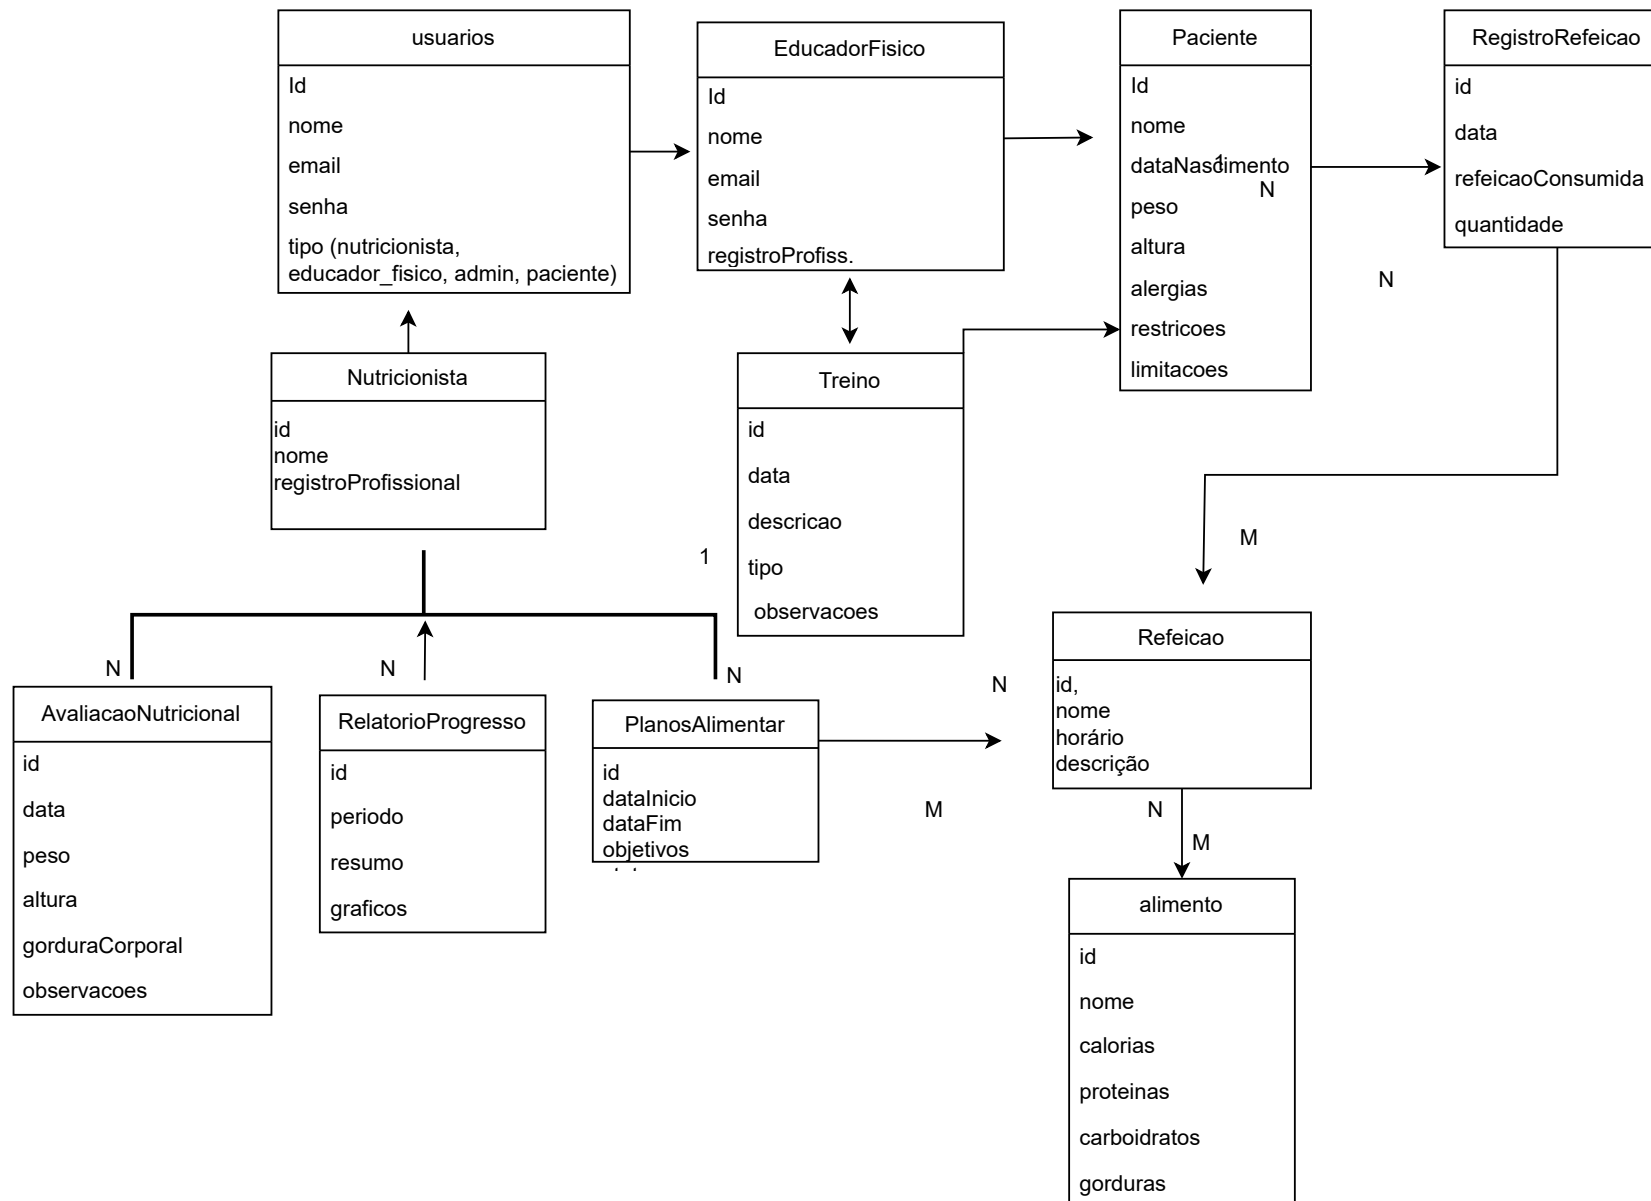 usuarios
Id
nome
email
senha
tipo (nutricionista,
educador_fisico, admin, paciente)
EducadorFisico
Id
nome
email
senha
registroProfiss.
Paciente
Id
nome
dataNascimento
peso
altura
alergias
restricoes
limitacoes
1
N
RegistroRefeicao
id
data
refeicaoConsumida
quantidade
N
Nutricionista
id
nome
registroProfissional
Treino
id
data
descricao
tipo
observacoes
1
M
N
N
N
N
AvaliacaoNutricional
id
data
peso
altura
gorduraCorporal
observacoes
RelatorioProgresso
id
periodo
resumo
graficos
PlanosAlimentar
id
dataInicio
dataFim
objetivos
M
Refeicao
id,
nome
horário
descrição
N
M
alimento
id
nome
calorias
proteinas
carboidratos
gorduras